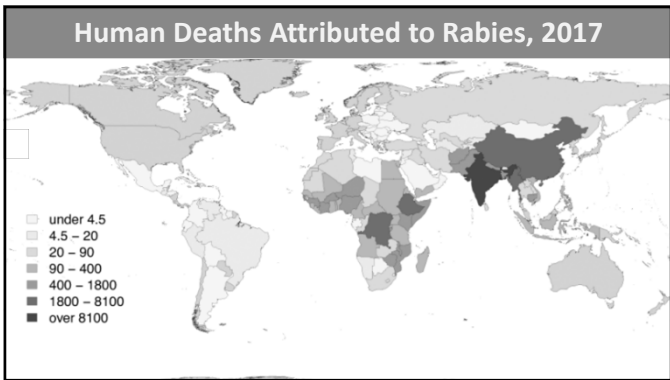 Human Deaths Attributed to Rabies, 2017
under 4.5
4.5 – 20
20 – 90
90 – 400
400 – 1800
1800 – 8100
over 8100